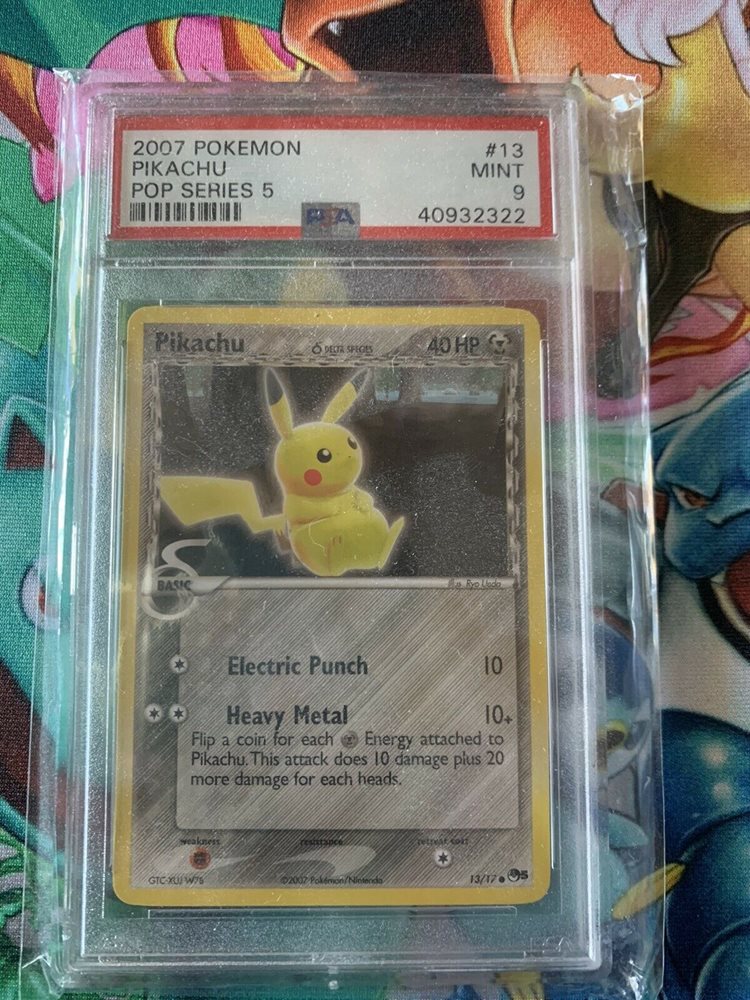 2007 POKEMON #13
PIKACHU MINT
POP SERIES 5 9
PSA 40932322
Pikachu δ DELTA SPECIES 40 HP
BASIC
Illus. Ryo Ueda
Electric Punch 10
Heavy Metal 10+
Flip a coin for each Energy attached to
Pikachu. This attack does 10 damage plus 20
more damage for each heads.
weakness resistance retreat cost
©2007 Pokémon/Nintendo 13/17 ● 5